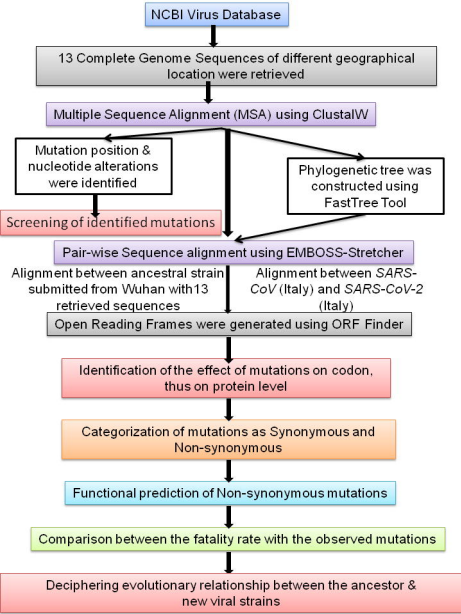 NCBI Virus Database
13 Complete Genome Sequences of different geographical
location were retrieved
Multiple Sequence Alignment (MSA) using ClustalW
Mutation position &
nucleotide alterations
were identified
Phylogenetic tree was
constructed using
FastTree Tool
Screening of identified mutations
Pair-wise Sequence alignment using EMBOSS-Stretcher
Alignment between ancestral strain
submitted from Wuhan with13
retrieved sequences
Alignment between SARS-
CoV (Italy) and SARS-CoV-2
(Italy)
Open Reading Frames were generated using ORF Finder
Identification of the effect of mutations on codon,
thus on protein level
Categorization of mutations as Synonymous and
Non-synonymous
Functional prediction of Non-synonymous mutations
Comparison between the fatality rate with the observed mutations
Deciphering evolutionary relationship between the ancestor &
new viral strains